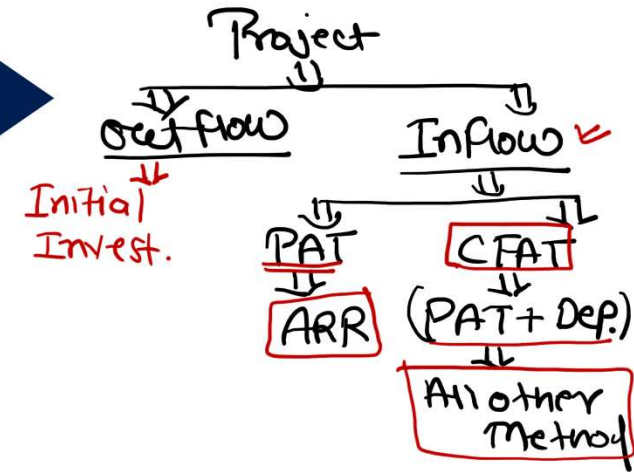 Project
Outflow
Inflow
Initial
Invest.
PAT
CFAT
ARR
(PAT + Dep.)
All other
Method